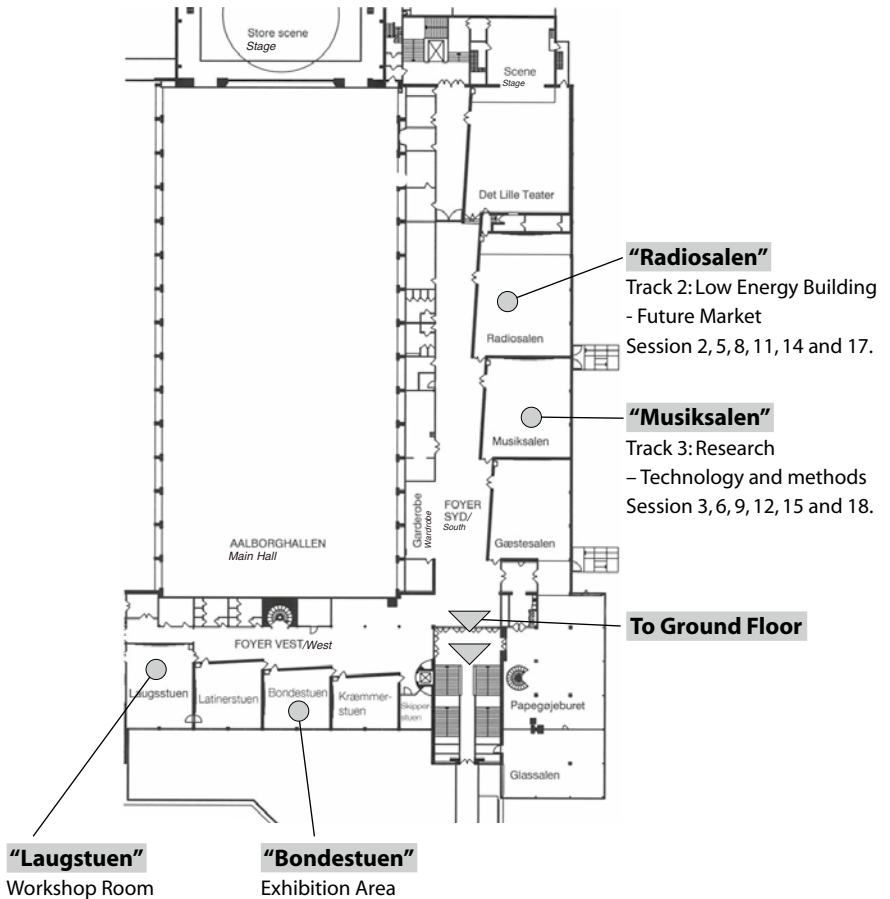 Store scene
Stage
Scene
Stage
Det Lille Teater
"Radiosalen"
Track 2: Low Energy Building
- Future Market
Session 2, 5, 8, 11, 14 and 17.
Radiosalen
"Musiksalen"
Track 3: Research
– Technology and methods
Session 3, 6, 9, 12, 15 and 18.
Musiksalen
Garderobe
Wardrobe
FOYER
SYD/
South
Gæstesalen
AALBORGHALLEN
Main Hall
To Ground Floor
FOYER VEST/West
Laugsstuen
Latinerstuen
Bondestuen
Kræmmer-
stuen
Skipper
stuen
Papegøjeburet
Glassalen
"Laugstuen"
Workshop Room
"Bondestuen"
Exhibition Area